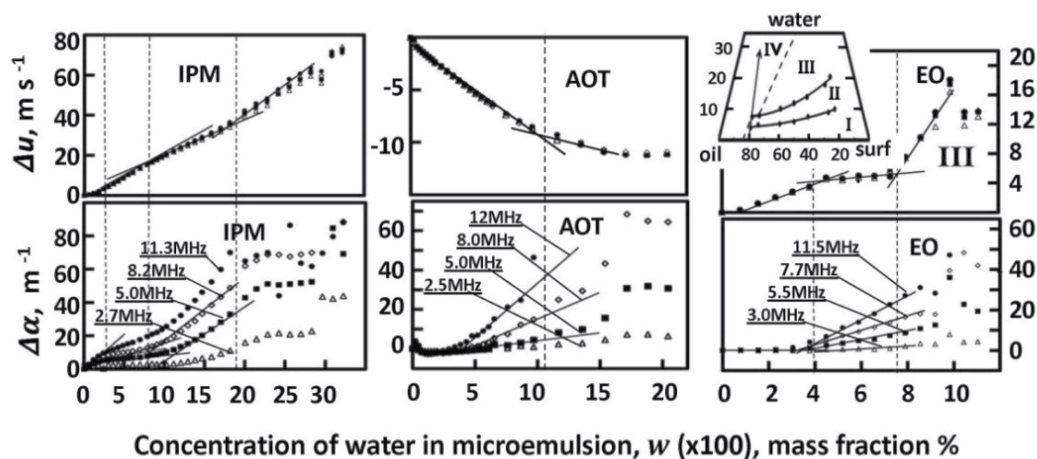 Δu, m s⁻¹
80
60
40
20
0
IPM
-5
-10
AOT
water
30
20
10
IV
III
II
I
oil
80
60
40
20
surf
EO
III
20
16
12
8
4
Δα, m⁻¹
80
60
40
20
0
IPM
11.3MHz
8.2MHz
5.0MHz
2.7MHz
60
40
20
0
AOT
12MHz
8.0MHz
5.0MHz
2.5MHz
EO
11.5MHz
7.7MHz
5.5MHz
3.0MHz
60
40
20
0
0 5 10 15 20 25 30
0 5 10 15 20
0 2 4 6 8 10
Concentration of water in microemulsion, w (x100), mass fraction %